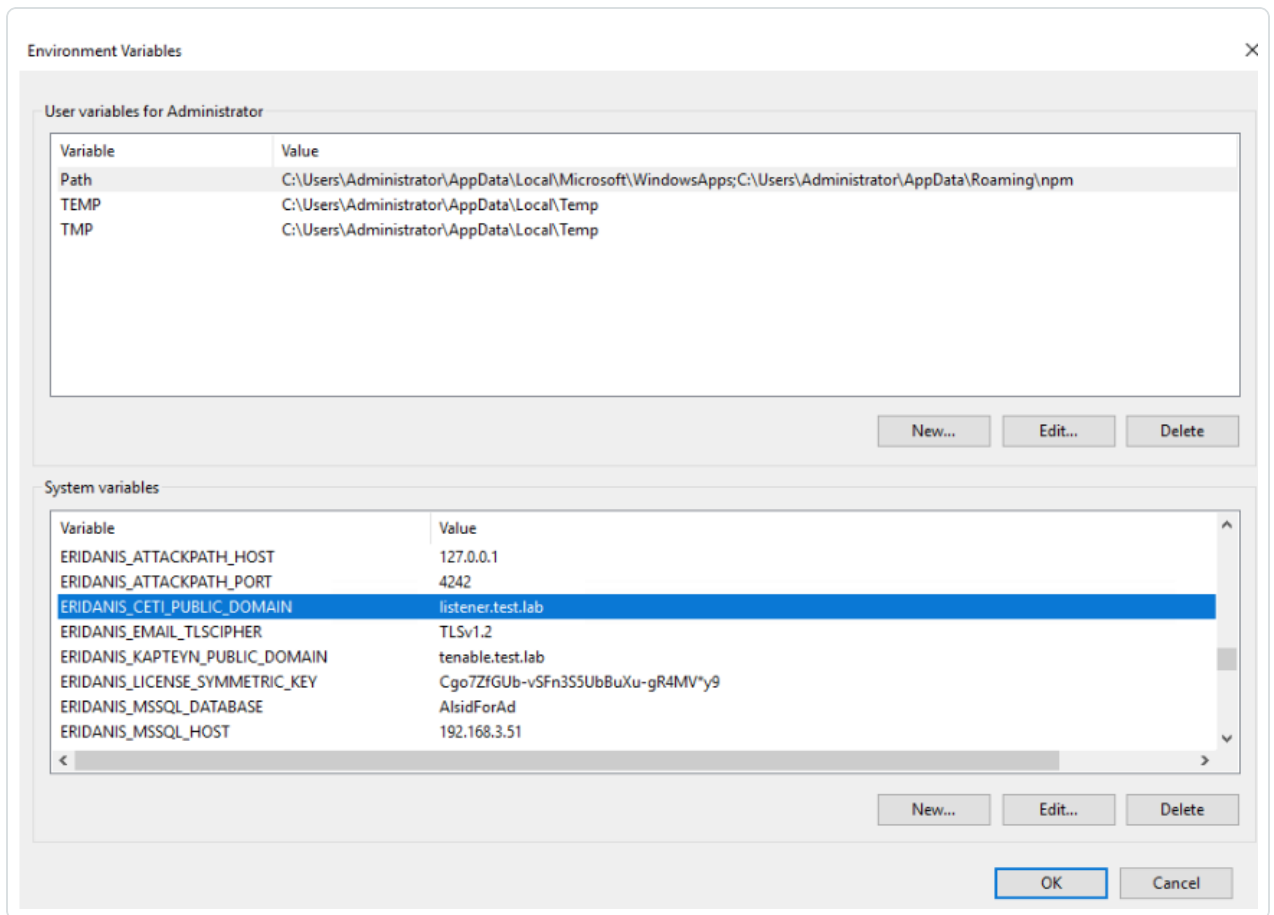 Environment Variables
User variables for Administrator
Variable Value
Path C:\Users\Administrator\AppData\Local\Microsoft\WindowsApps;C:\Users\Administrator\AppData\Roaming\npm
TEMP C:\Users\Administrator\AppData\Local\Temp
TMP C:\Users\Administrator\AppData\Local\Temp
New... Edit... Delete
System variables
Variable Value
ERIDANIS_ATTACKPATH_HOST 127.0.0.1
ERIDANIS_ATTACKPATH_PORT 4242
ERIDANIS_CETI_PUBLIC_DOMAIN listener.test.lab
ERIDANIS_EMAIL_TLSCIPHER TLSv1.2
ERIDANIS_KAPTEYN_PUBLIC_DOMAIN tenable.test.lab
ERIDANIS_LICENSE_SYMMETRIC_KEY Cgo7ZfGUb-vSFn3S5UbBuXu-gR4MV*y9
ERIDANIS_MSSQL_DATABASE AlsidForAd
ERIDANIS_MSSQL_HOST 192.168.3.51
New... Edit... Delete
OK Cancel